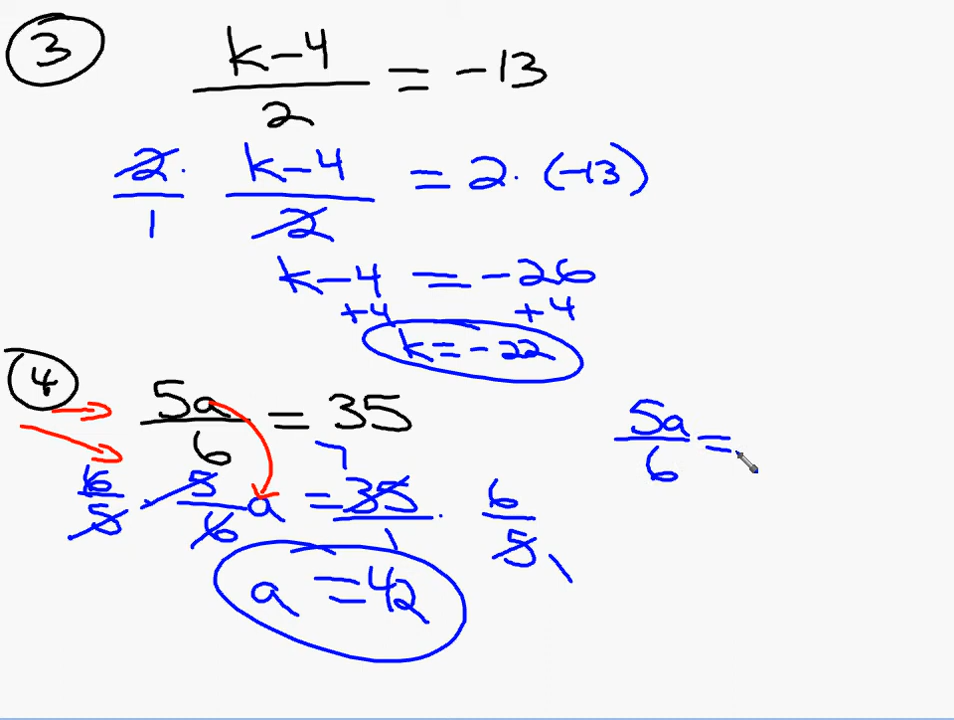 ③ k-4/2 = -13
2/1 · k-4/2 = 2 · (-13)
k-4 = -26
+4 +4
k = -22
④ 5a/6 = 35
7
6/5 · 5/6 a = 35/1 · 6/5 1
a = 42
5a/6 =